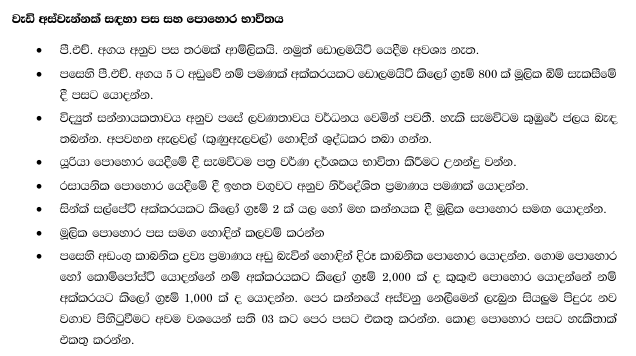 වැඩි අස්වැන්නක් සඳහා පස සහ පොහොර භාවිතය
• පී.එච්. අගය අනුව පස තරමක් ආම්ලිකයි. නමුත් ඩොලමයිට් යෙදීම අවශ්‍ය නැත.
• පසෙහි පී.එච්. අගය 5 ට අඩුවේ නම් පමණක් අක්කරයකට ඩොලමයිට් කිලෝ ග්‍රෑම් 800 ක් මූලික බිම් සැකසීමේ
දී පසට යොදන්න.
• විද්‍යුත් සන්නායකතාවය අනුව පසේ ලවණතාවය වර්ධනය වෙමින් පවතී. හැකි සෑමවිටම කුඹුරේ ජලය බැඳ
තබන්න. අපවහන ඇලවල් (කුණුඇලවල්) හොඳින් ශුද්ධකර තබා ගන්න.
• යූරියා පොහොර යෙදීමේ දී සෑමවිටම පත්‍ර වර්ණ දර්ශකය භාවිතා කිරීමට උනන්දු වන්න.
• රසායනික පොහොර යෙදීමේ දී ඉහත වගුවට අනුව නිර්දේශිත ප්‍රමාණය පමණක් යොදන්න.
• සින්ක් සල්පේට් අක්කරයකට කිලෝ ග්‍රෑම් 2 ක් යල හෝ මහ කන්නයක දී මූලික පොහොර සමඟ යොදන්න.
• මූලික පොහොර පස සමග හොඳින් කලවම් කරන්න
• පසෙහි අඩංගු කාබනික ද්‍රව්‍ය ප්‍රමාණය අඩු බැවින් හොඳින් දිරූ කාබනික පොහොර යොදන්න. ගොම පොහොර
හෝ කොම්පෝස්ට් යොදන්නේ නම් අක්කරයකට කිලෝ ග්‍රෑම් 2,000 ක් ද කුකුළු පොහොර යොදන්නේ නම්
අක්කරයට කිලෝ ග්‍රෑම් 1,000 ක් ද යොදන්න. පෙර කන්නයේ අස්වනු නෙලීමෙන් ලැබුන සියලුම පිදුරු නව
වගාව පිහිටුවීමට අවම වශයෙන් සති 03 කට පෙර පසට එකතු කරන්න. කොළ පොහොර පසට හැකිතාක්
එකතු කරන්න.